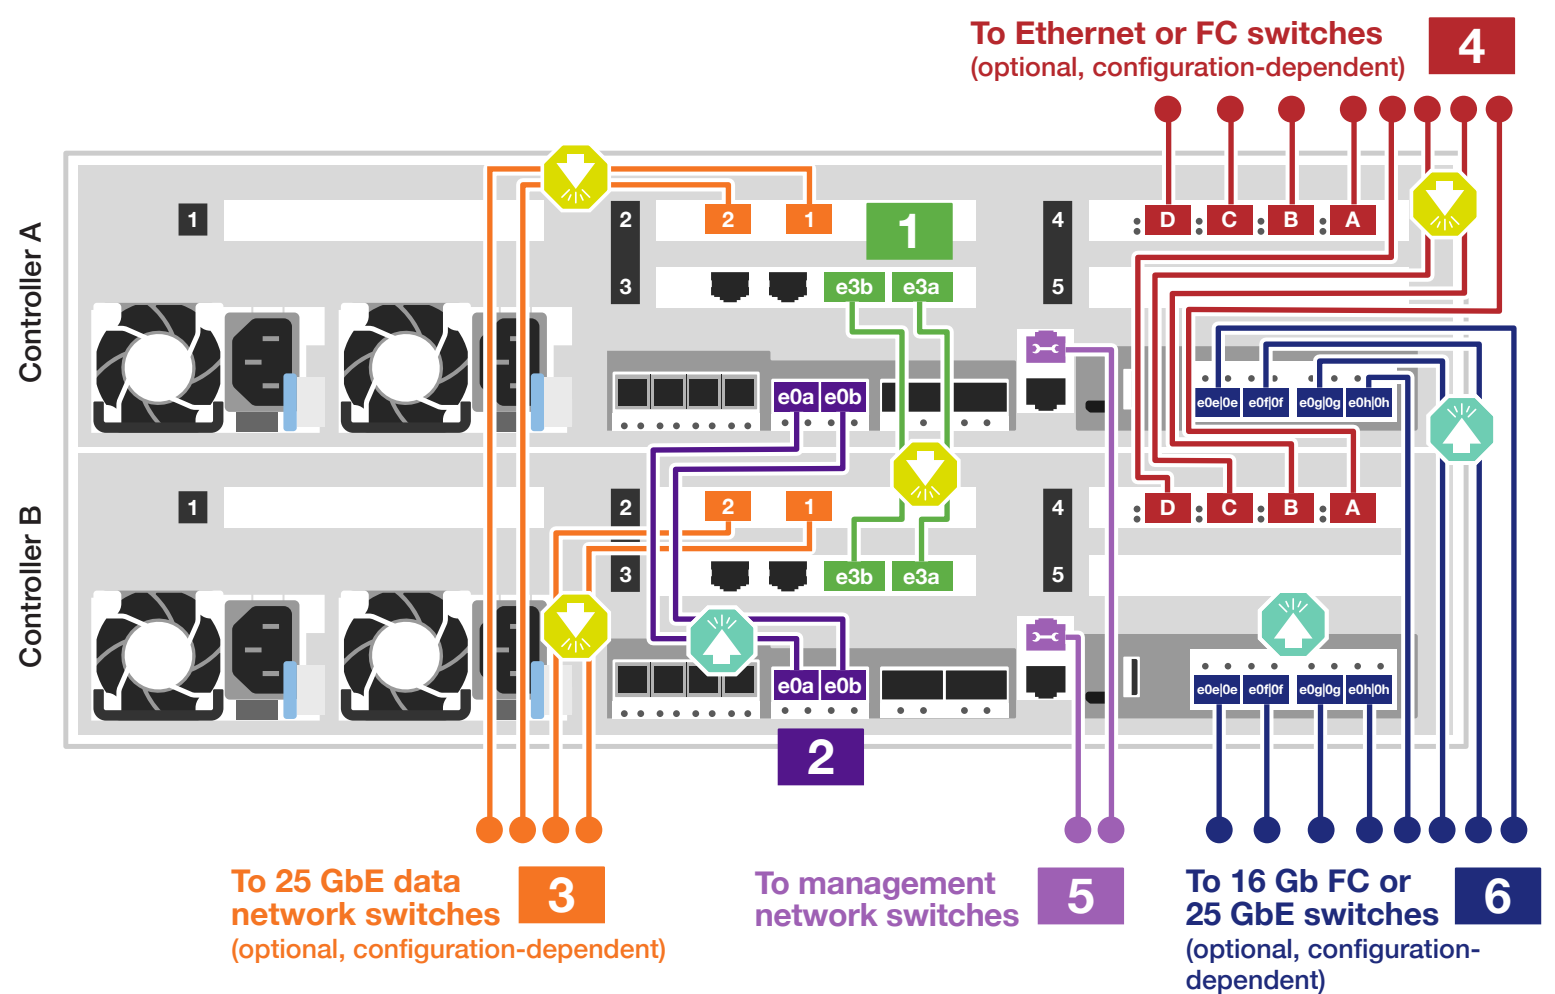 To Ethernet or FC switches
(optional, configuration-dependent)
4
Controller A
1
2
2
1
1
4
D
C
B
A
3
e3b
e3a
5
e0a
e0b
e0e|0e
e0f|0f
e0g|0g
e0h|0h
Controller B
1
2
2
1
4
D
C
B
A
3
e3b
e3a
5
e0a
e0b
e0e|0e
e0f|0f
e0g|0g
e0h|0h
2
To 25 GbE data
network switches
(optional, configuration-dependent)
3
To management
network switches
5
To 16 Gb FC or
25 GbE switches
(optional, configuration-
dependent)
6